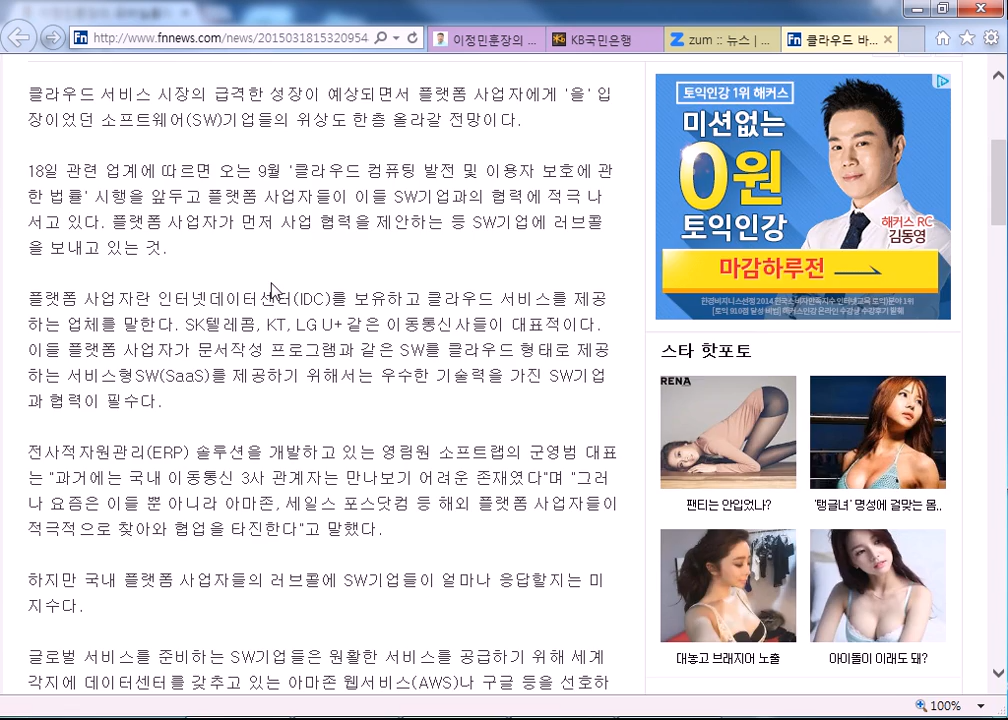 http://www.fnnews.com/news/2015031815320954
이정민훈장의 ...
KB국민은행
zum :: 뉴스 | ...
클라우드 바...
클라우드 서비스 시장의 급격한 성장이 예상되면서 플랫폼 사업자에게 '을' 입
장이었던 소프트웨어(SW)기업들의 위상도 한층 올라갈 전망이다.
18일 관련 업계에 따르면 오는 9월 '클라우드 컴퓨팅 발전 및 이용자 보호에 관
한 법률' 시행을 앞두고 플랫폼 사업자들이 이들 SW기업과의 협력에 적극 나
서고 있다. 플랫폼 사업자가 먼저 사업 협력을 제안하는 등 SW기업에 러브콜
을 보내고 있는 것.
플랫폼 사업자란 인터넷데이터센터(IDC)를 보유하고 클라우드 서비스를 제공
하는 업체를 말한다. SK텔레콤, KT, LG U+ 같은 이동통신사들이 대표적이다.
이들 플랫폼 사업자가 문서작성 프로그램과 같은 SW를 클라우드 형태로 제공
하는 서비스형SW(SaaS)를 제공하기 위해서는 우수한 기술력을 가진 SW기업
과 협력이 필수다.
전사적자원관리(ERP) 솔루션을 개발하고 있는 영림원 소프트랩의 군영범 대표
는 "과거에는 국내 이동통신 3사 관계자는 만나보기 어려운 존재였다"며 "그러
나 요즘은 이들 뿐 아니라 아마존, 세일스 포스닷컴 등 해외 플랫폼 사업자들이
적극적으로 찾아와 협업을 타진한다"고 말했다.
하지만 국내 플랫폼 사업자들의 러브콜에 SW기업들이 얼마나 응답할지는 미
지수다.
글로벌 서비스를 준비하는 SW기업들은 원활한 서비스를 공급하기 위해 세계
각지에 데이터센터를 갖추고 있는 아마존 웹서비스(AWS)나 구글 등을 선호하
토익인강 1위 해커스
미션없는
0원
토익인강
해커스 RC
김동영
마감하루전
스타 핫포토
RENA
팬티는 안입었나?
'탱글녀' 명성에 걸맞는 몸..
대놓고 브래지어 노출
아이돌이 이래도 돼?
100%